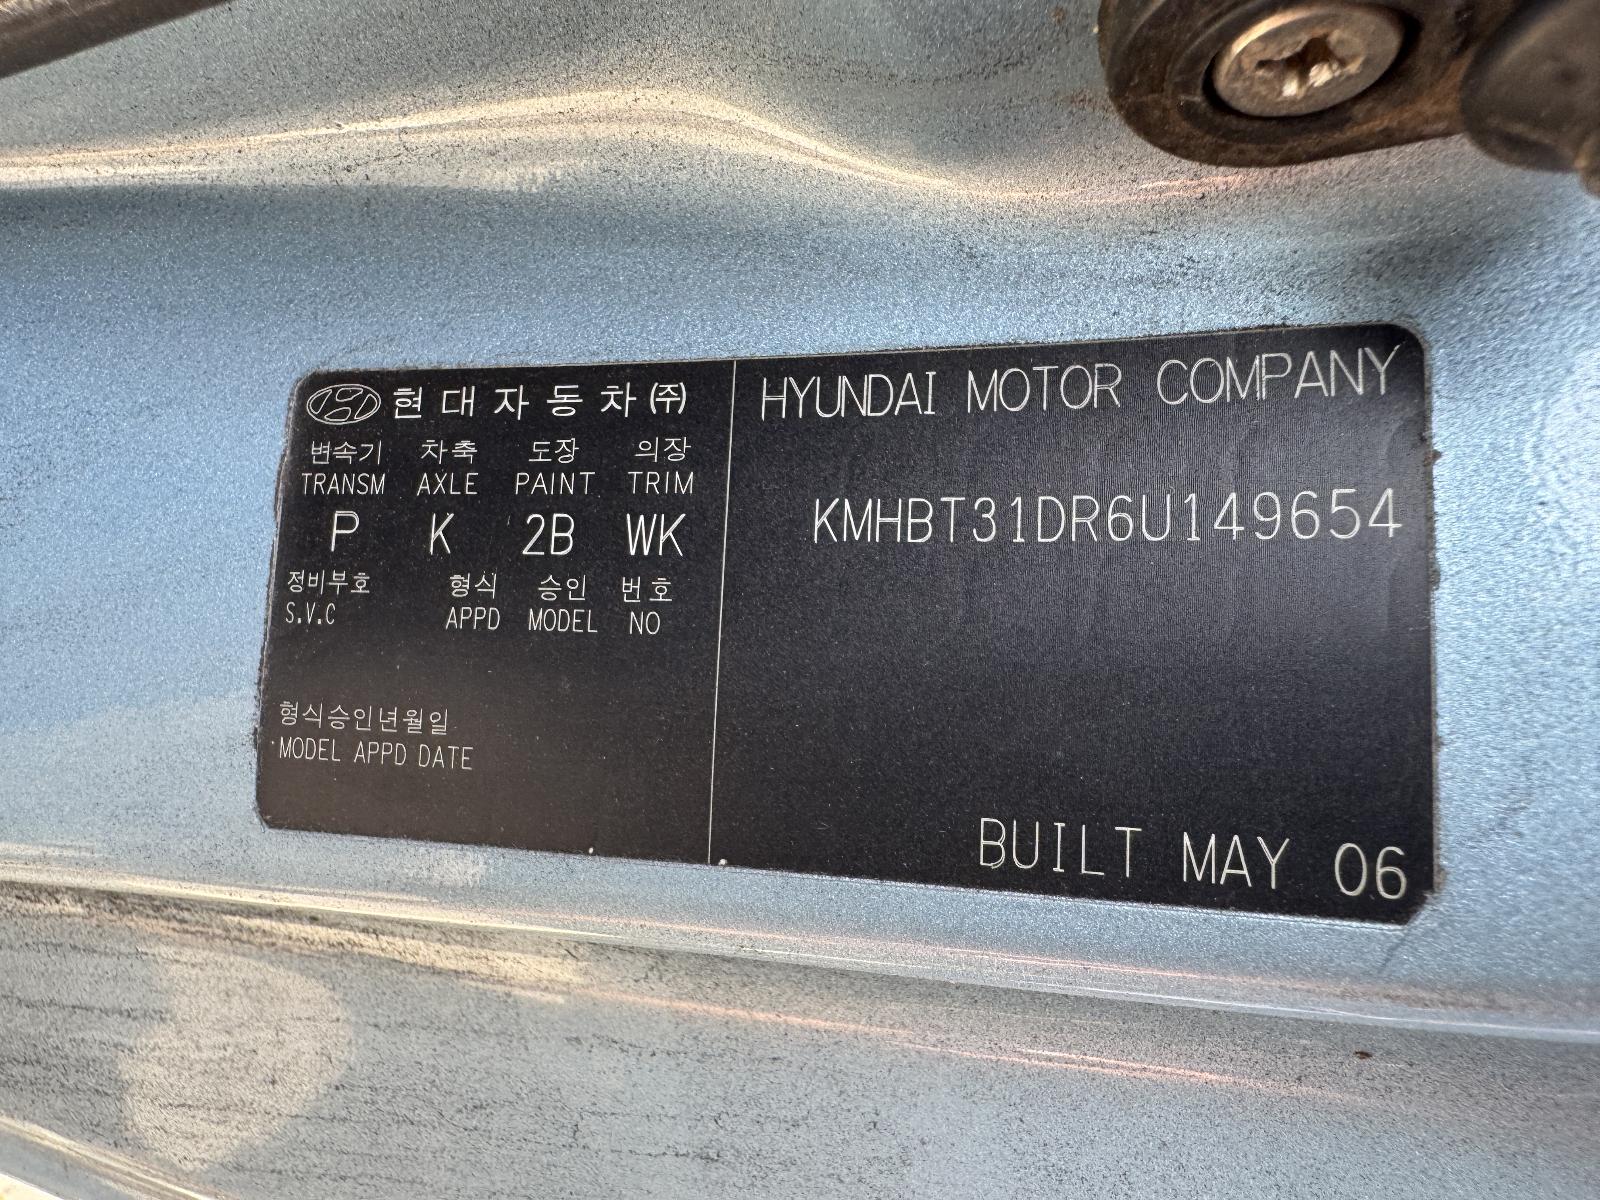 현대자동차㈜
변속기 차축 도장 의장
TRANSM AXLE PAINT TRIM
P K 2B WK
정비부호 형식 승인 번호
S.V.C APPD MODEL NO
형식승인년월일
MODEL APPD DATE
HYUNDAI MOTOR COMPANY
KMHBT31DR6U149654
BUILT MAY 06